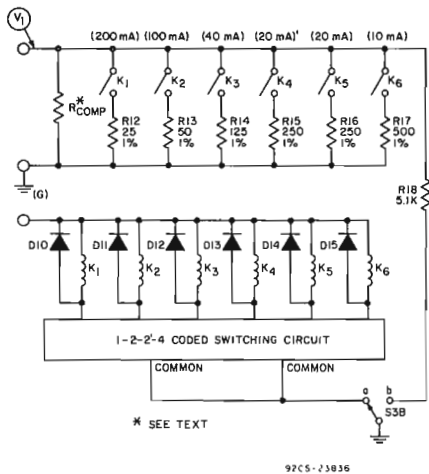 V1
(200 mA) (100 mA) (40 mA) (20 mA)' (20 mA) (10 mA)
K1 K2 K3 K4 K5 K6
R*COMP
R12 25 1%
R13 50 1%
R14 125 1%
R15 250 1%
R16 250 1%
R17 500 1%
(G)
R18 5.1K
D10 D11 D12 D13 D14 D15
K1 K2 K3 K4 K5 K6
1-2-2'-4 CODED SWITCHING CIRCUIT
COMMON COMMON
a b
S3B
* SEE TEXT
92CS-23836